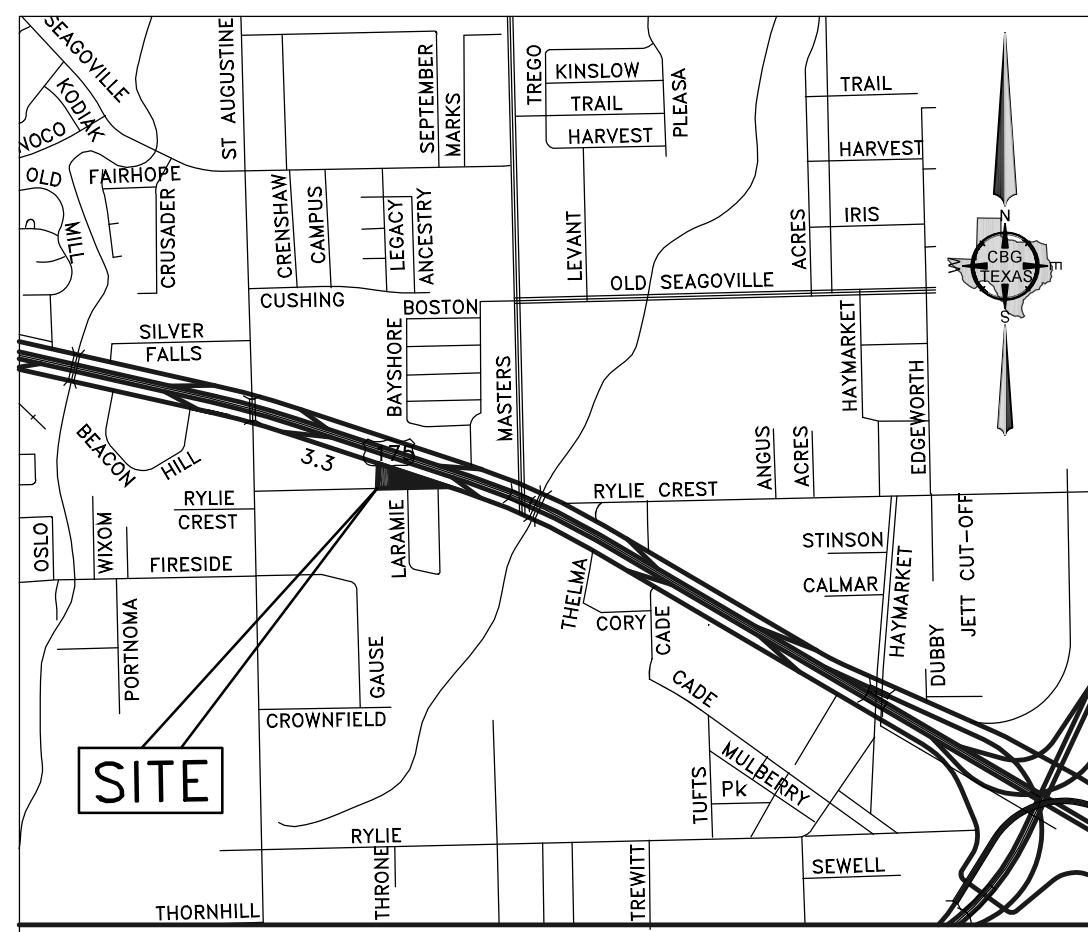 SEAGOVILLE
KODIAK
NOCO
ST AUGUSTINE
SEPTEMBER
MARKS
TREGO
KINSLOW
TRAIL
HARVEST
PLEASA
TRAIL
HARVEST
IRIS
ACRES
OLD
MILL
FAIRHOPE
CRUSADER
CRENSHAW
CAMPUS
LEGACY
ANCESTRY
LEVANT
N
W
E
S
CBG
TEXAS
CUSHING
BOSTON
OLD SEAGOVILLE
SILVER
FALLS
BAYSHORE
MASTERS
HAYMARKET
EDGEWORTH
BEACON
HILL
3.3
175
ANGUS
ACRES
RYLIE
CREST
RYLIE CREST
OSLO
WIXOM
FIRESIDE
LARAMIE
STINSON
CALMAR
HAYMARKET
JETT CUT-OFF
DUBBY
THELMA
CORY
CADE
CADE
PORTNOMA
GAUSE
CROWNFIELD
SITE
MULBERRY
TUFTS
Pk
RYLIE
THRONE
TREWITT
SEWELL
THORNHILL